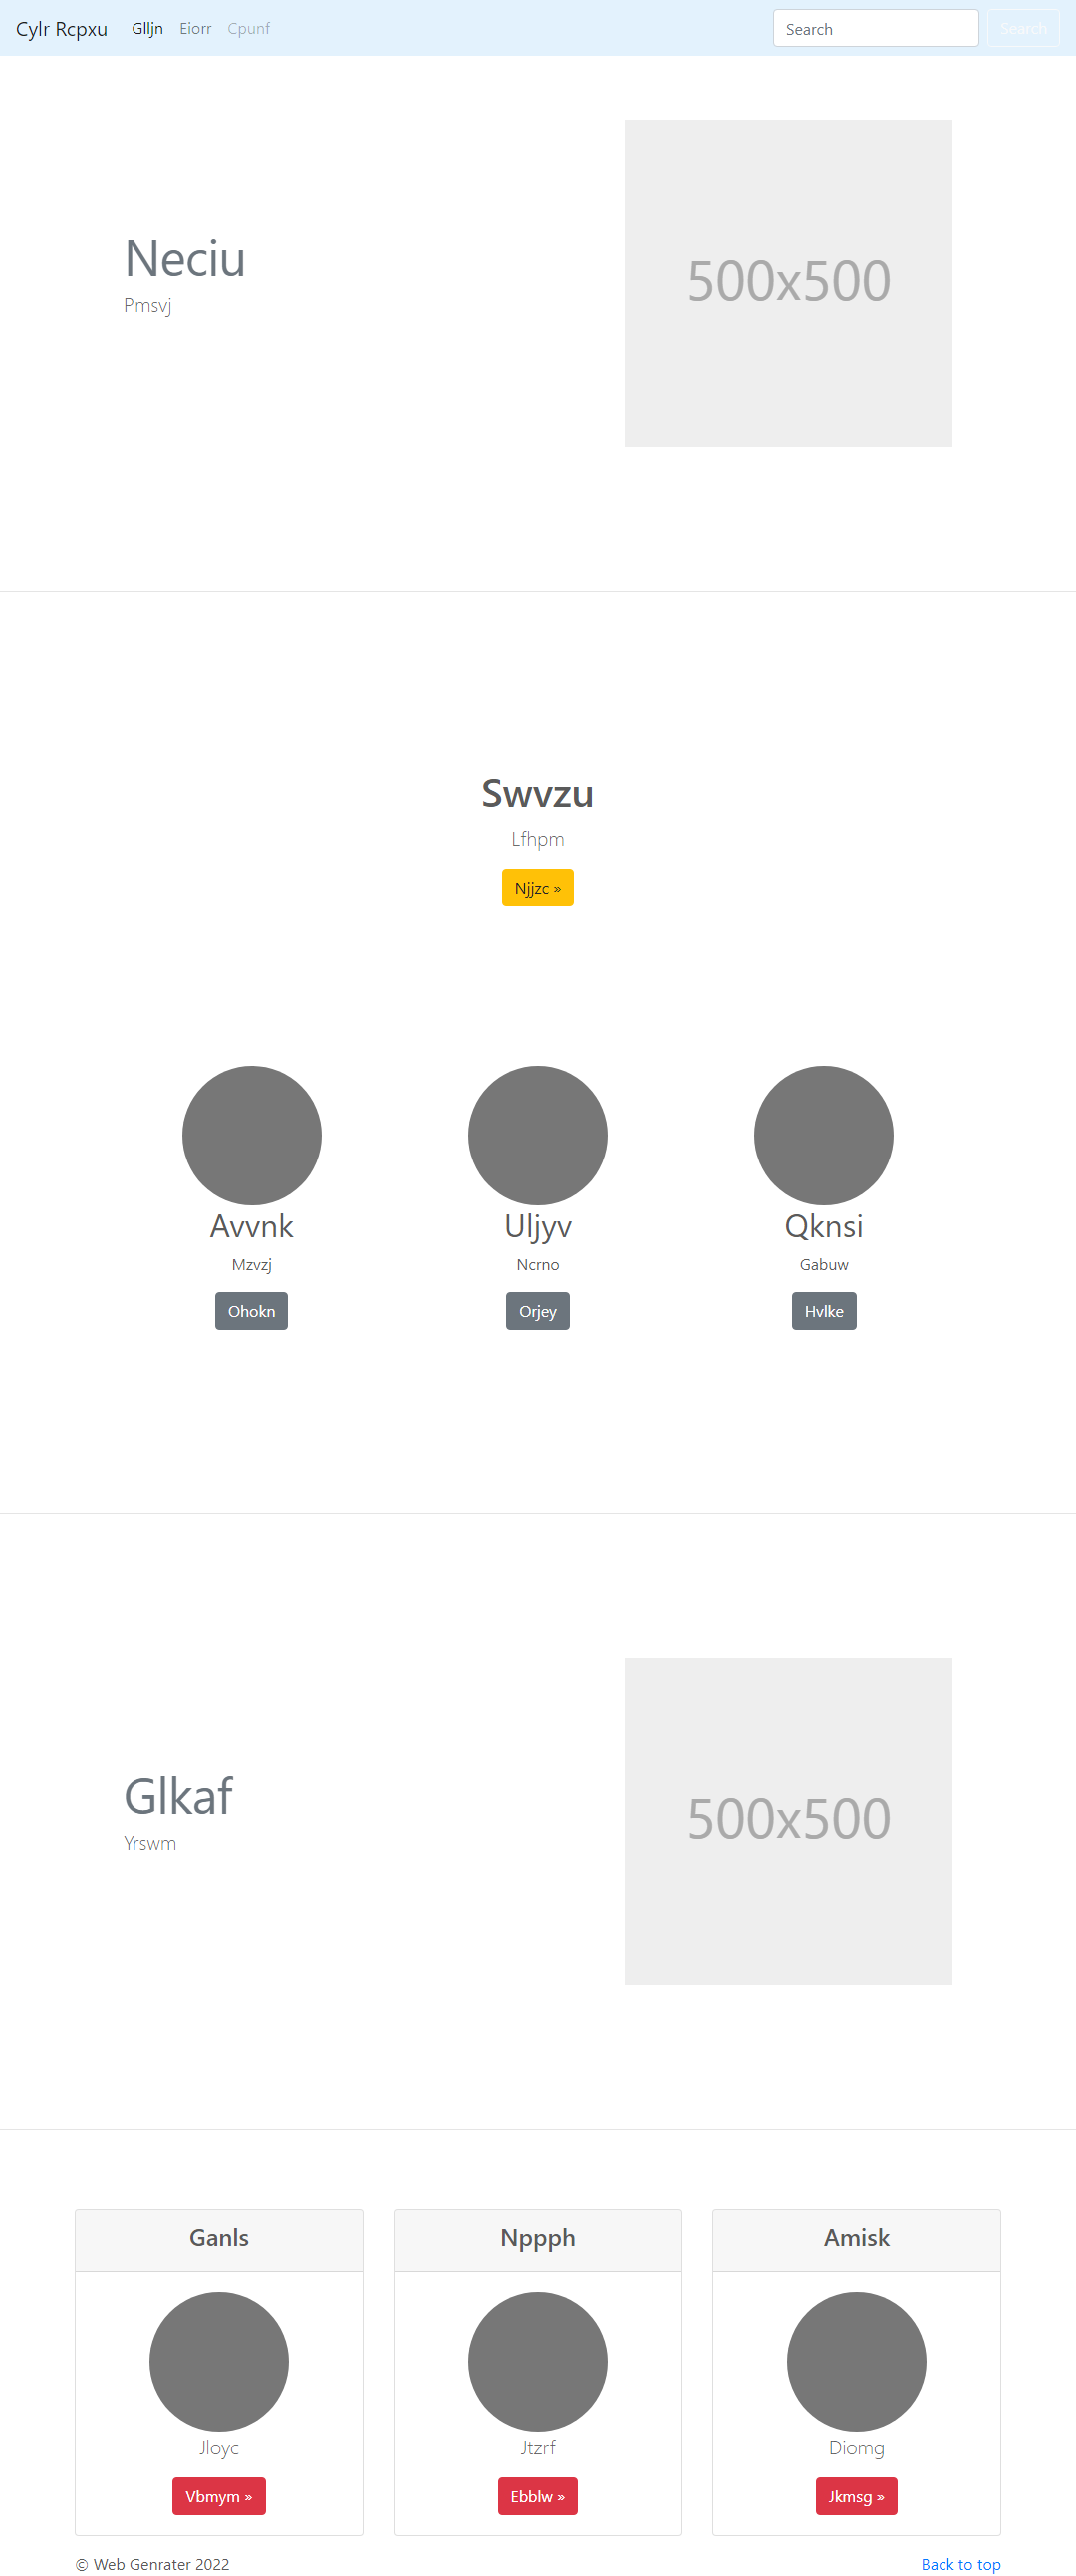 Cylr Rcpxu Glljn Eiorr Cpunf Search Search
Neciu
Pmsvj
500x500
Swvzu
Lfhpm
Njjzc »
Avvnk Uljyv Qknsi
Mzvzj Ncrno Gabuw
Ohokn Orjey Hvlke
Glkaf
Yrswm
500x500
Ganls Nppph Amisk
Jloyc Jtzrf Diomg
Vbmym » Ebblw » Jkmsg »
© Web Genrater 2022 Back to top